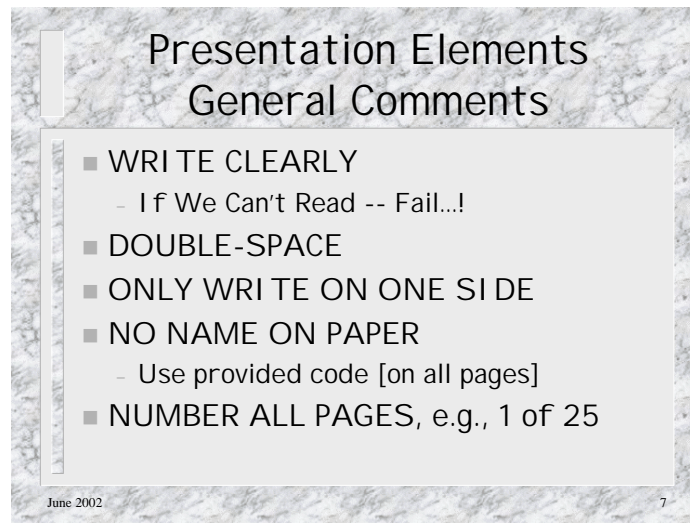 Presentation Elements
General Comments
WRITE CLEARLY
- If We Can't Read -- Fail...!
DOUBLE-SPACE
ONLY WRITE ON ONE SIDE
NO NAME ON PAPER
- Use provided code [on all pages]
NUMBER ALL PAGES, e.g., 1 of 25
June 2002
7